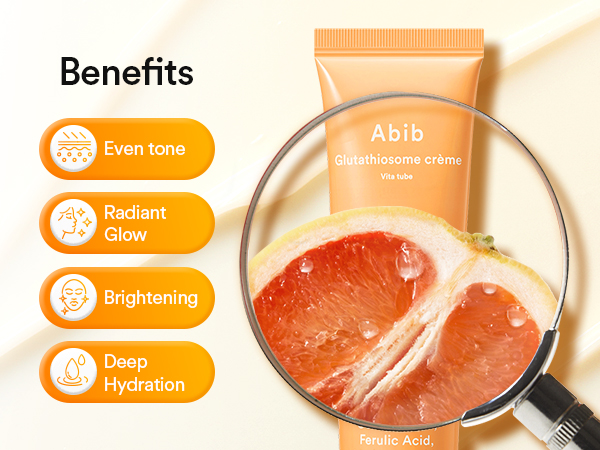 Benefits
Even tone
Radiant
Glow
Brightening
Deep
Hydration
Abib
Glutathiosome crème
Vita tube
Ferulic Acid,